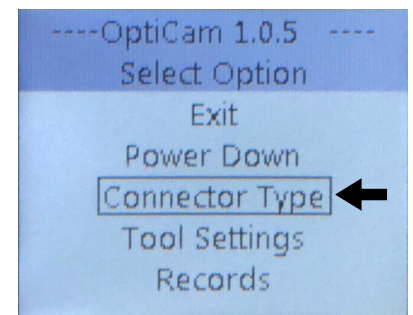 ----OptiCam 1.0.5 ----
Select Option
Exit
Power Down
Connector Type
Tool Settings
Records